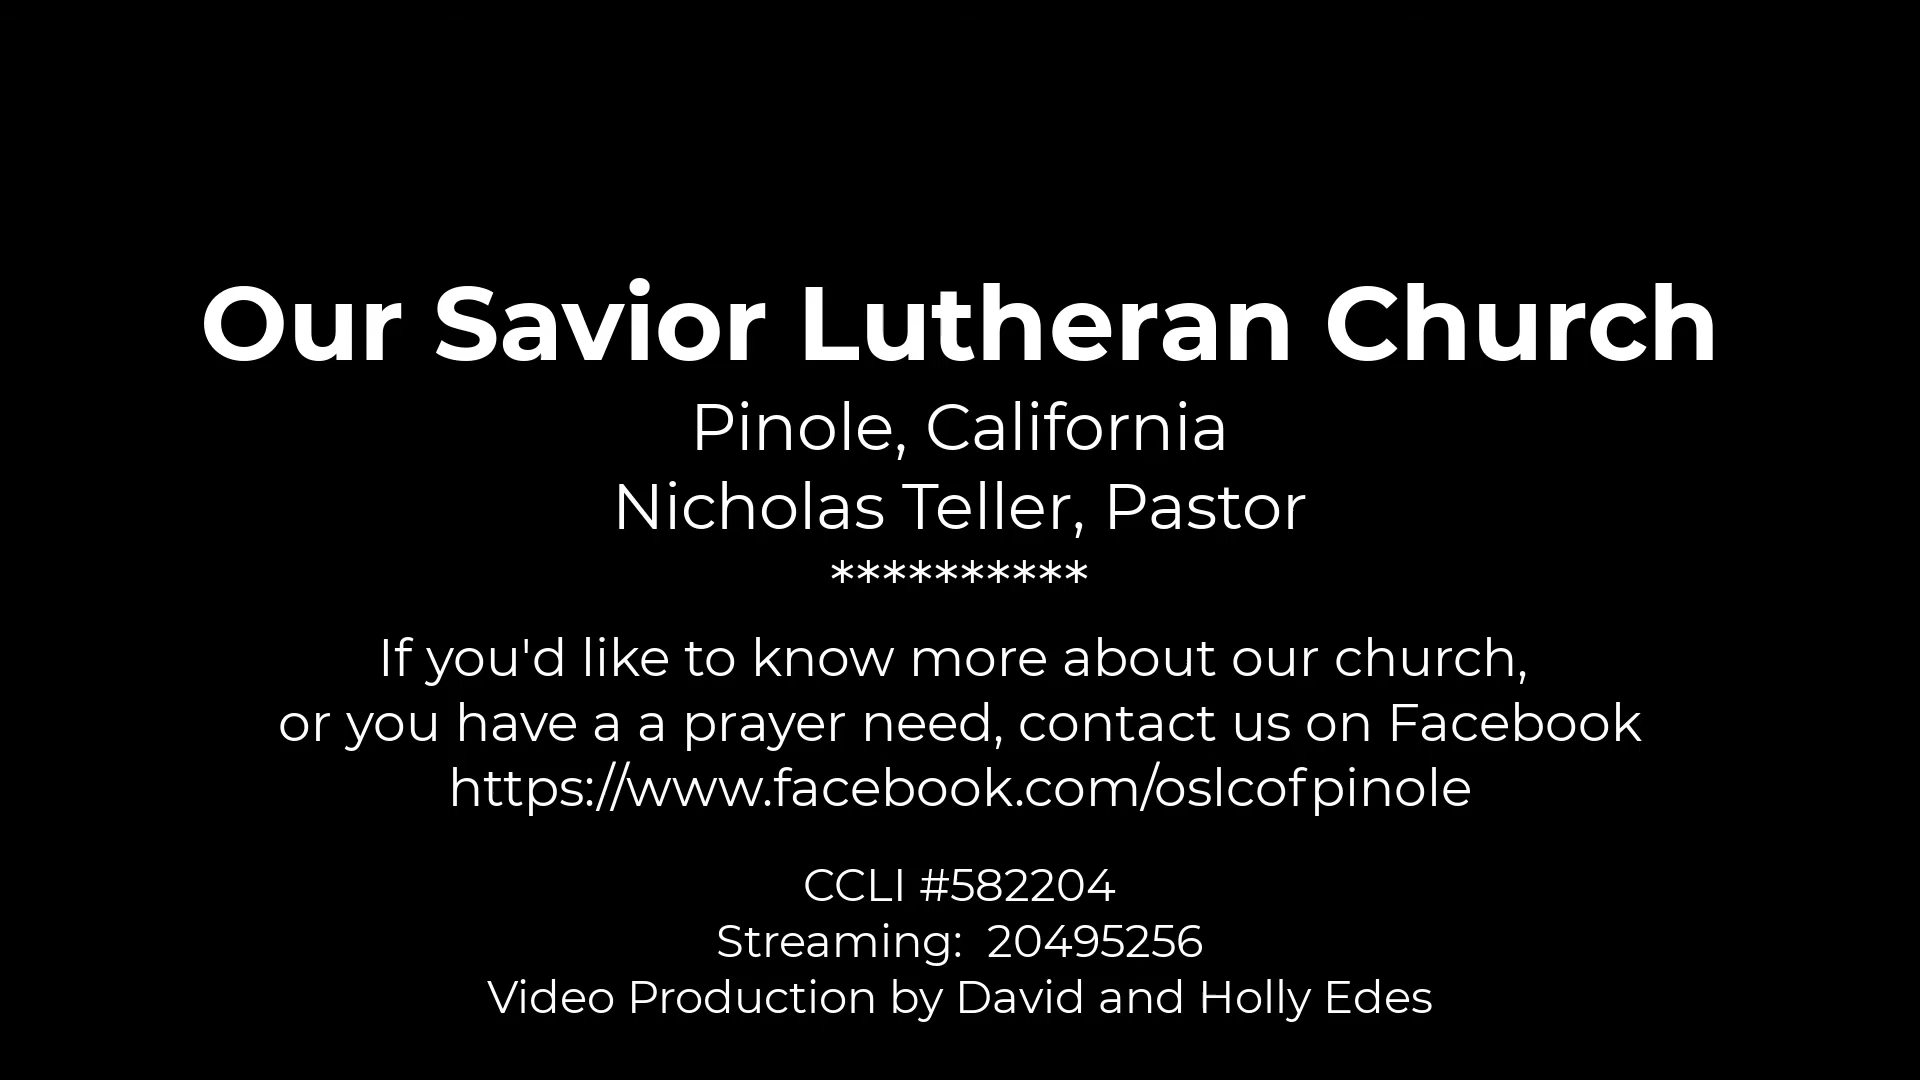 Our Savior Lutheran Church
Pinole, California
Nicholas Teller, Pastor
**********
If you'd like to know more about our church,
or you have a a prayer need, contact us on Facebook
https://www.facebook.com/oslcofpinole
CCLI #582204
Streaming:  20495256
Video Production by David and Holly Edes